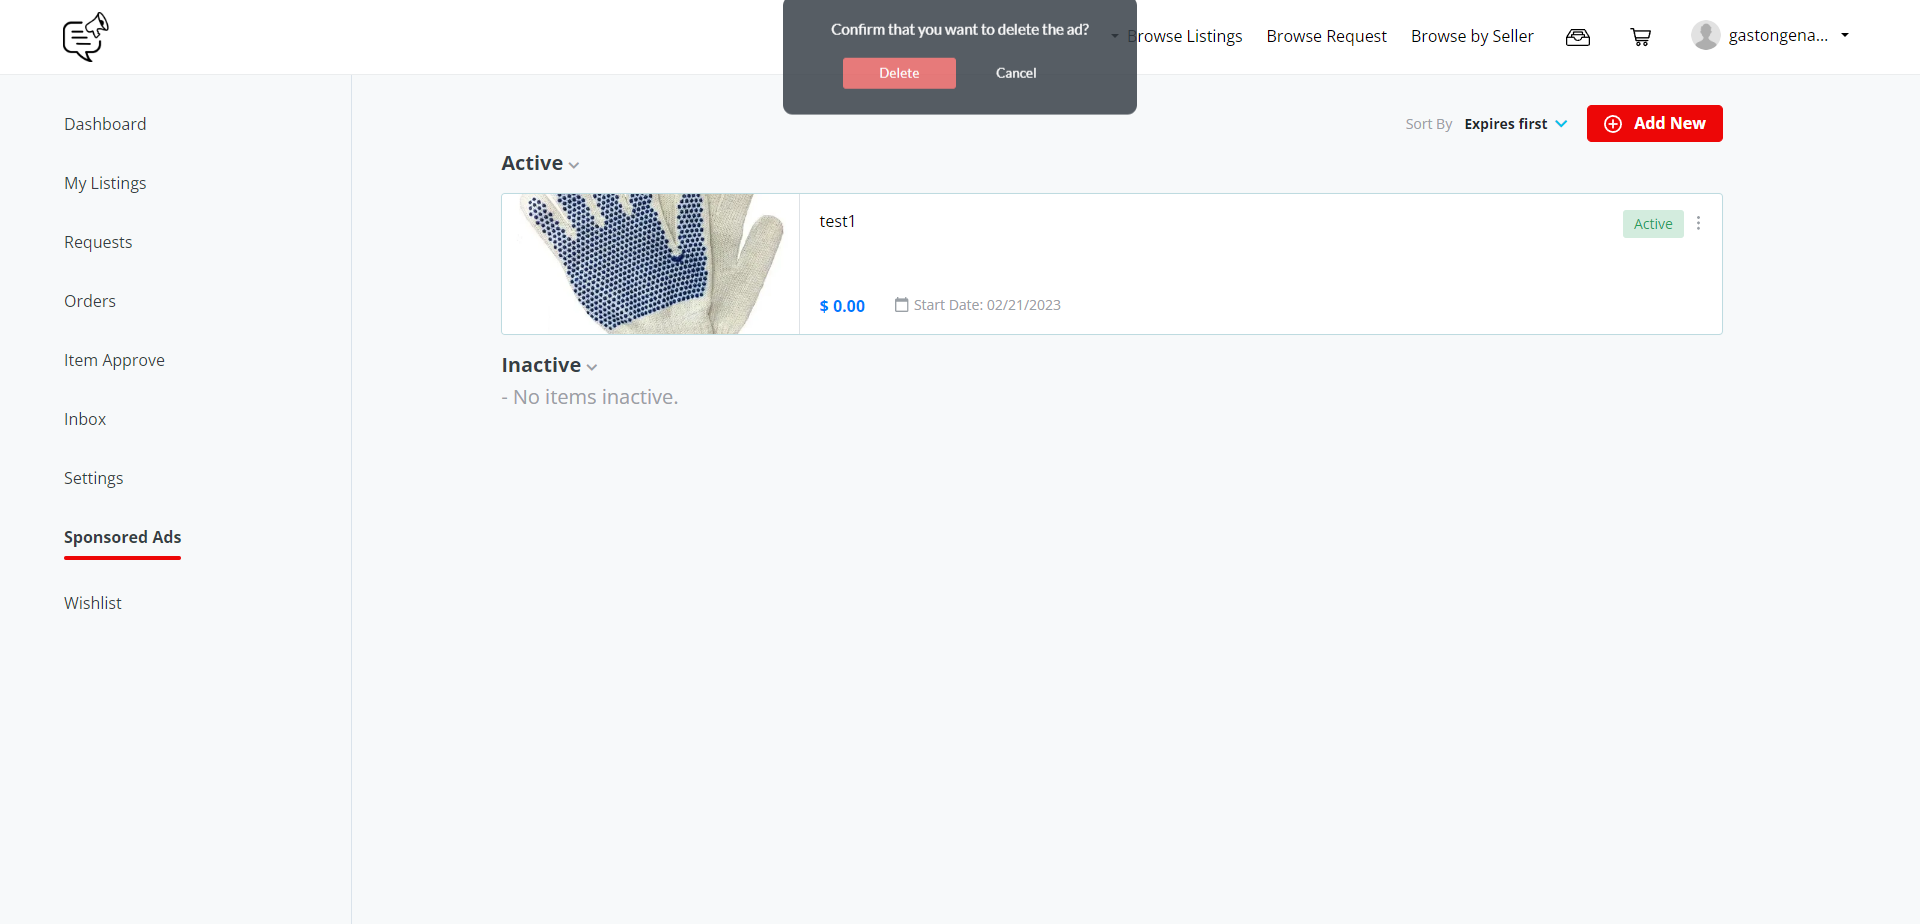 Confirm that you want to delete the ad?
Delete
Cancel
Browse Listings
Browse Request
Browse by Seller
gastongena...
Dashboard
My Listings
Requests
Orders
Item Approve
Inbox
Settings
Sponsored Ads
Wishlist
Sort By Expires first
Add New
Active
test1
Active
$ 0.00
Start Date: 02/21/2023
Inactive
- No items inactive.